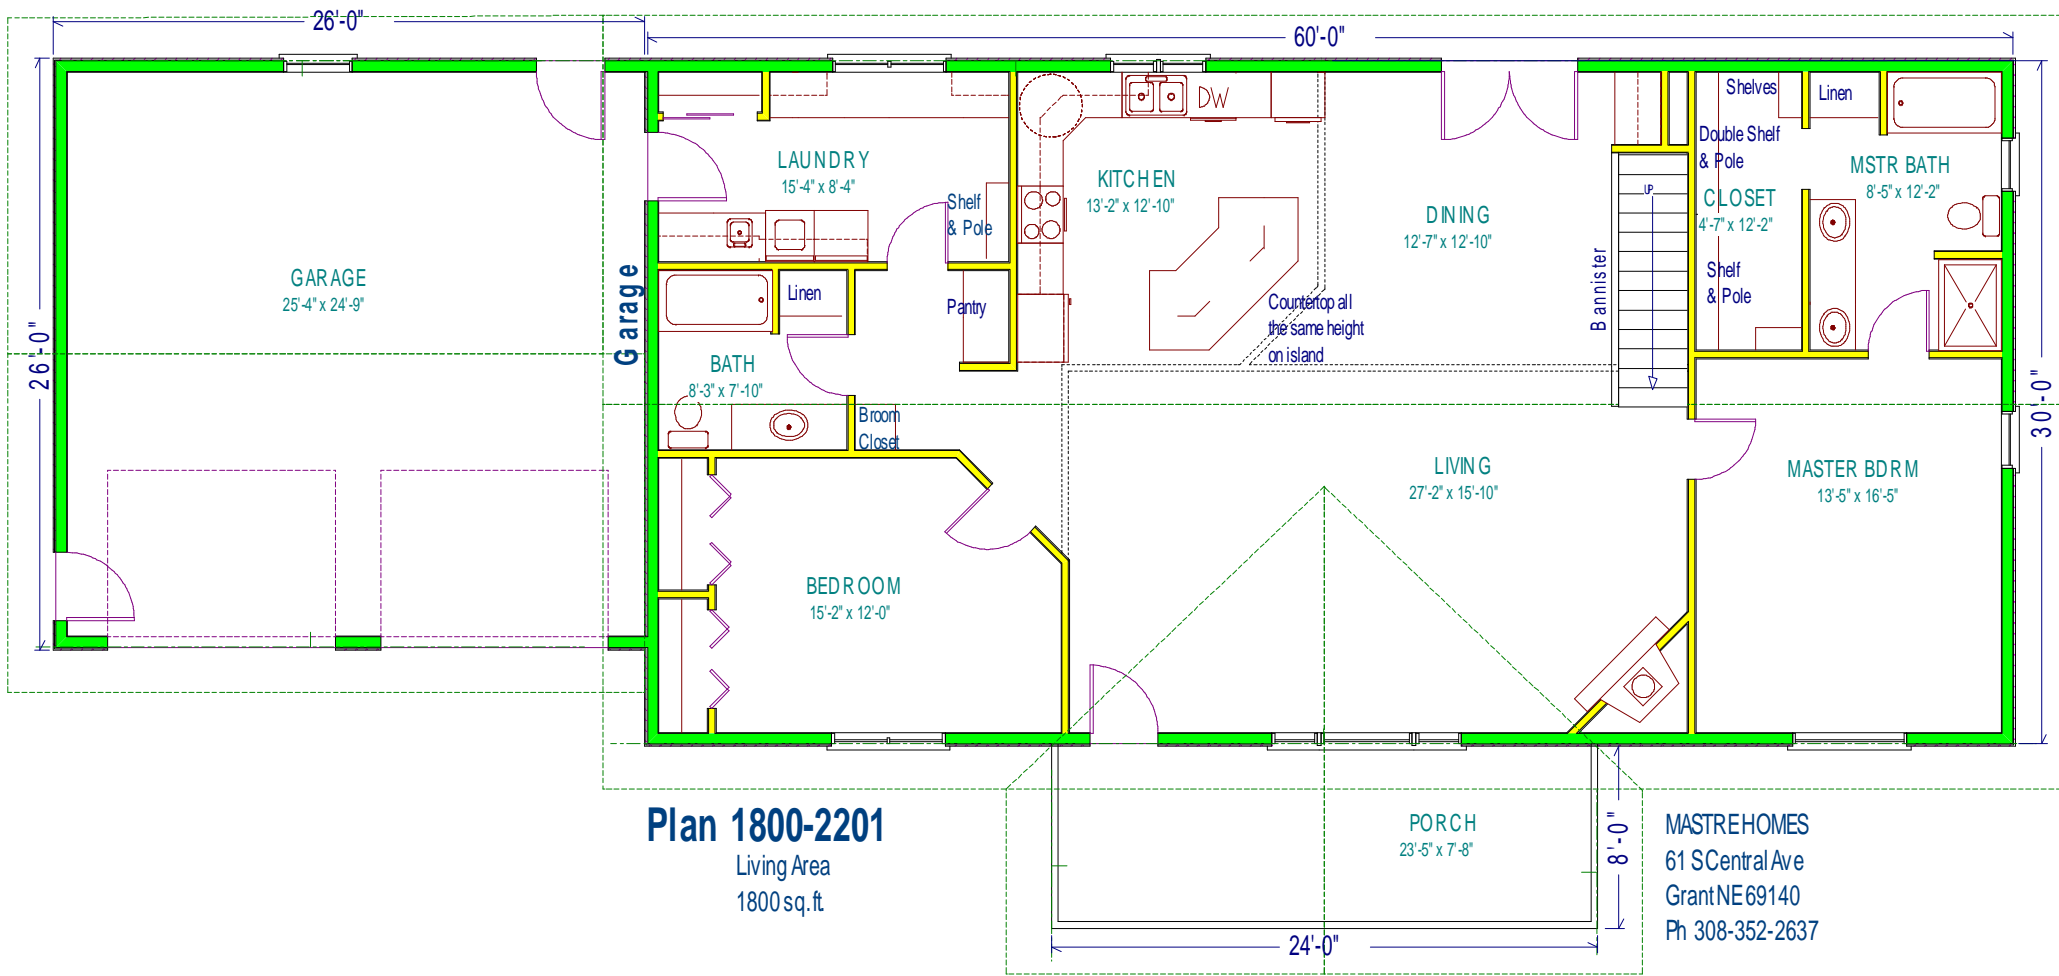 26'-0"
60'-0"
26'-0"
30'-0"
GARAGE
25'-4" x 24'-9"
Garage
LAUNDRY
15'-4" x 8'-4"
Shelf
& Pole
Linen
Pantry
BATH
8'-3" x 7'-10"
Broom
Closet
BEDROOM
15'-2" x 12'-0"
KITCHEN
13'-2" x 12'-10"
DW
Countertop all
the same height
on island
DINING
12'-7" x 12'-10"
Bannister
UP
Shelves
Double Shelf
& Pole
CLOSET
4'-7" x 12'-2"
Shelf
& Pole
Linen
MSTR BATH
8'-5" x 12'-2"
LIVING
27'-2" x 15'-10"
MASTER BDRM
13'-5" x 16'-5"
PORCH
23'-5" x 7'-8"
8'-0"
24'-0"
Plan 1800-2201
Living Area
1800 sq.ft.
MASTRE HOMES
61 S Central Ave
Grant NE 69140
Ph 308-352-2637